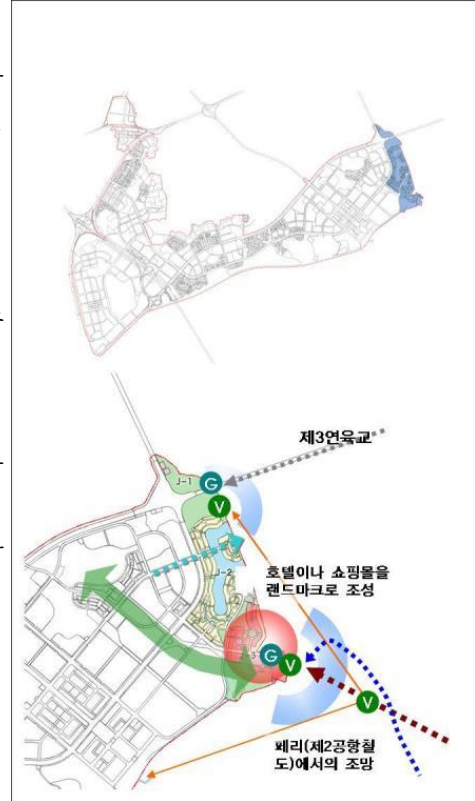 제3연육교
J-1
G
V
J-2
호텔이나 쇼핑몰을
랜드마크로 조성
G
V
V
페리(제2공항철
도)에서의 조망